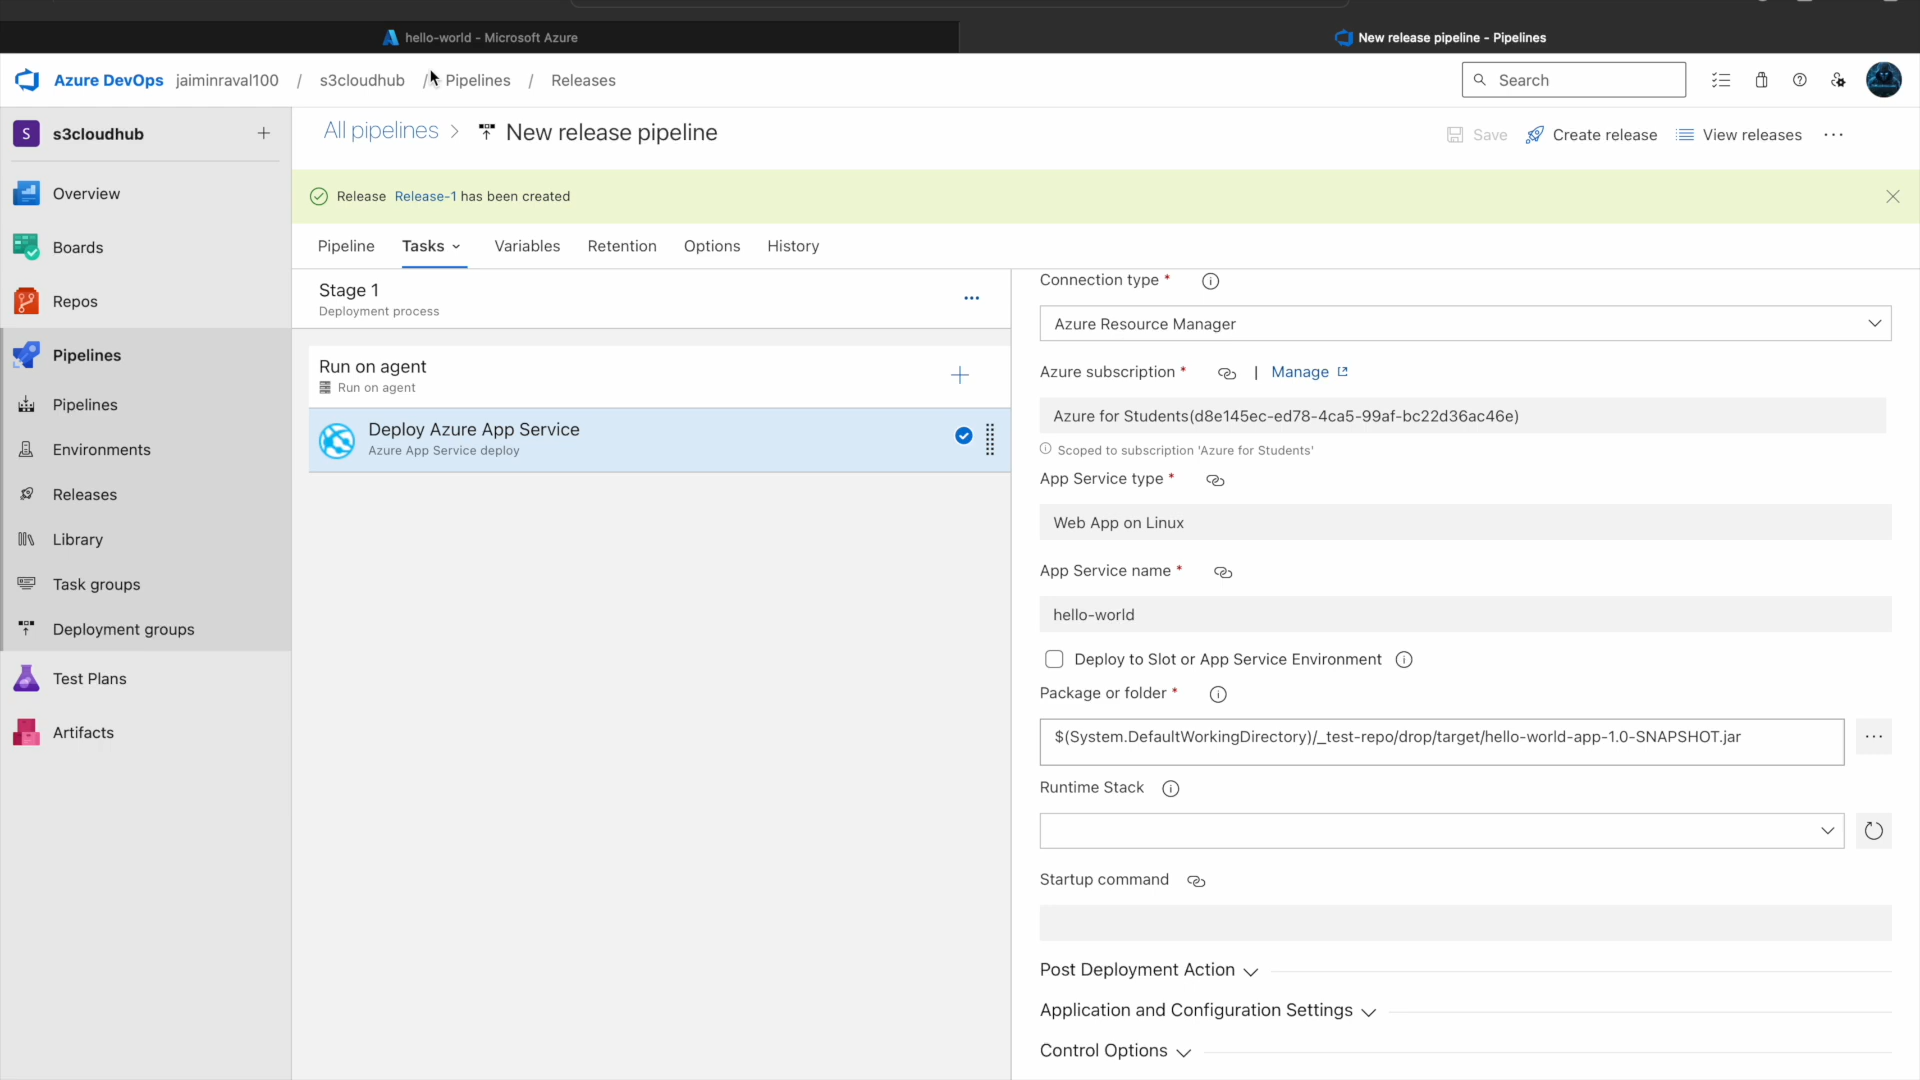 hello-world - Microsoft Azure
New release pipeline - Pipelines
Azure DevOps jaiminraval100 / s3cloudhub / Pipelines / Releases
Search
S s3cloudhub
All pipelines > New release pipeline
Save Create release View releases
Release Release-1 has been created
Overview
Boards
Repos
Pipelines
Pipelines
Environments
Releases
Library
Task groups
Deployment groups
Test Plans
Artifacts
Pipeline Tasks Variables Retention Options History
Stage 1
Deployment process
Run on agent
Run on agent
Deploy Azure App Service
Azure App Service deploy
Connection type *
Azure Resource Manager
Azure subscription * | Manage
Azure for Students(d8e145ec-ed78-4ca5-99af-bc22d36ac46e)
Scoped to subscription 'Azure for Students'
App Service type *
Web App on Linux
App Service name *
hello-world
Deploy to Slot or App Service Environment
Package or folder *
$(System.DefaultWorkingDirectory)/_test-repo/drop/target/hello-world-app-1.0-SNAPSHOT.jar
Runtime Stack
Startup command
Post Deployment Action
Application and Configuration Settings
Control Options